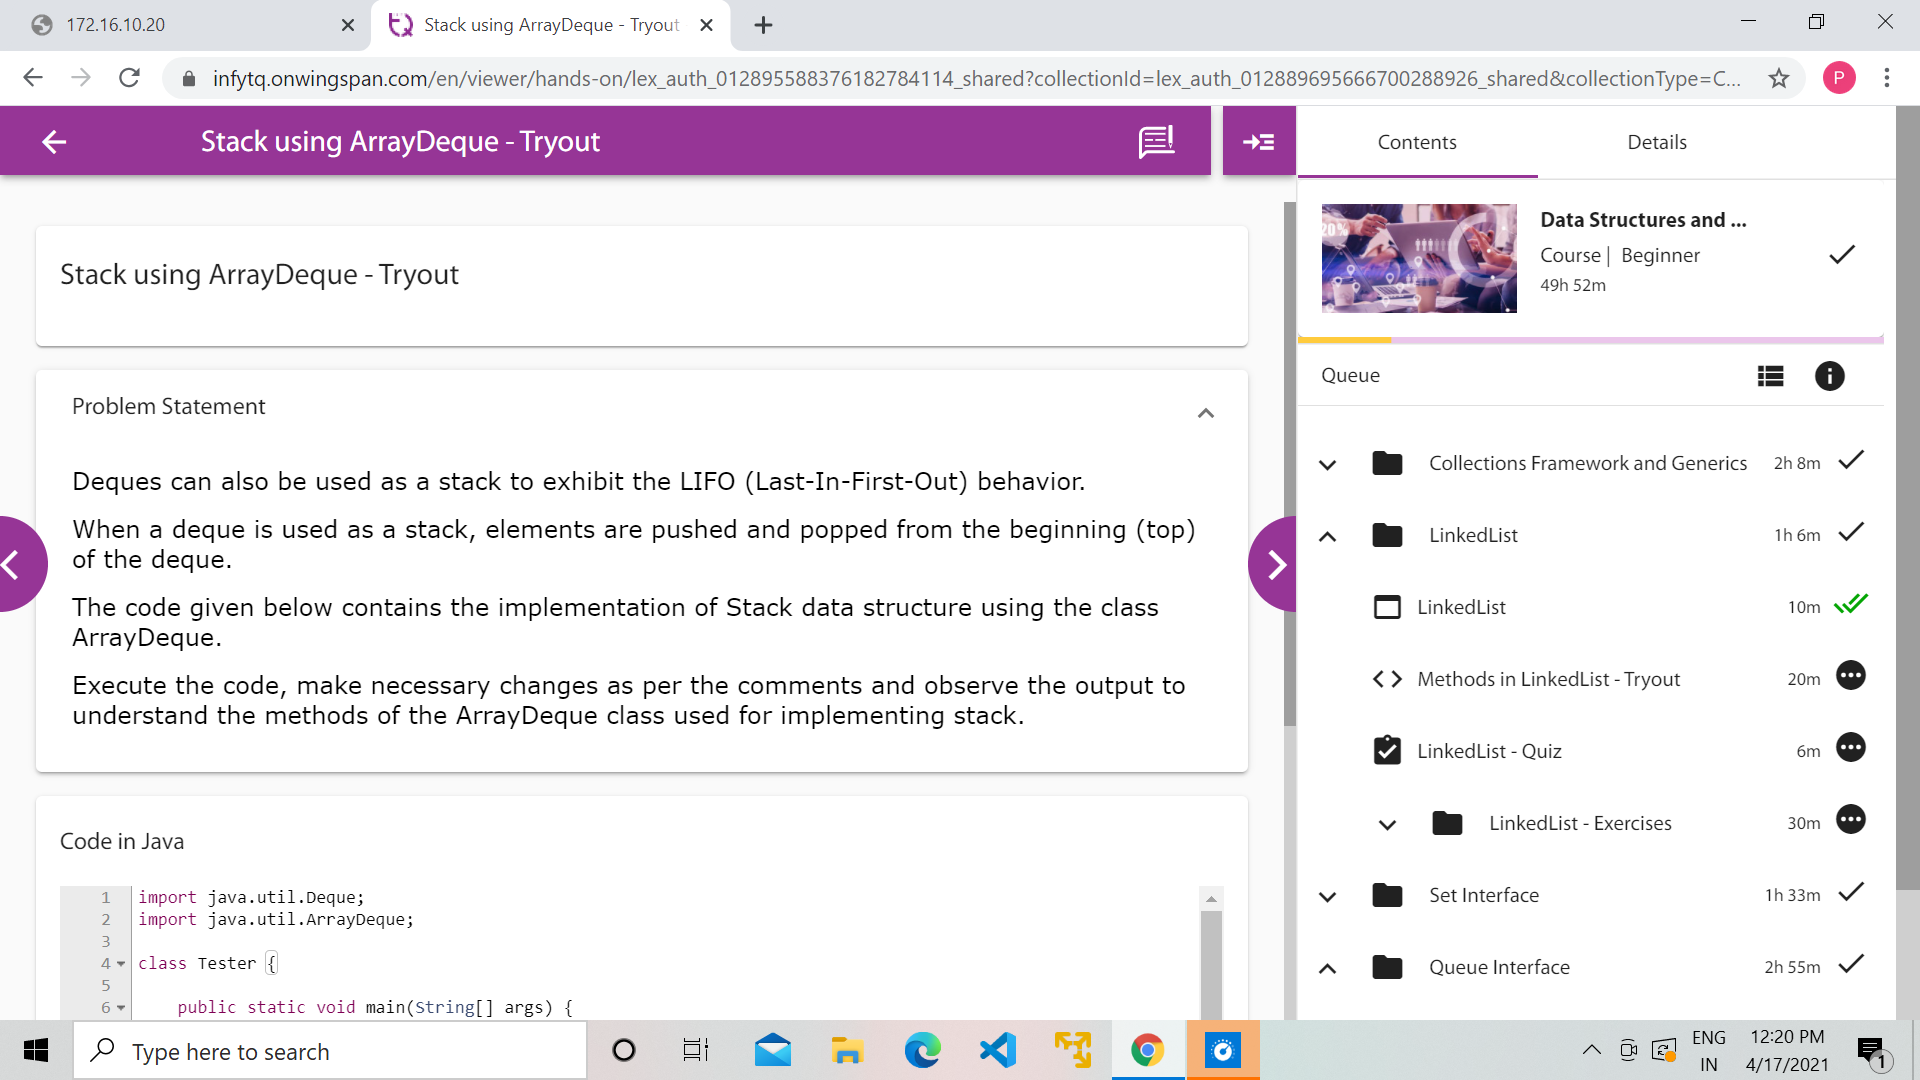 172.16.10.20
Stack using ArrayDeque - Tryout
infytq.onwingspan.com/en/viewer/hands-on/lex_auth_012895588376182784114_shared?collectionId=lex_auth_012889695666700288926_shared&collectionType=C...
P
Stack using ArrayDeque - Tryout
Stack using ArrayDeque - Tryout
Problem Statement
Deques can also be used as a stack to exhibit the LIFO (Last-In-First-Out) behavior.
When a deque is used as a stack, elements are pushed and popped from the beginning (top)
of the deque.
The code given below contains the implementation of Stack data structure using the class
ArrayDeque.
Execute the code, make necessary changes as per the comments and observe the output to
understand the methods of the ArrayDeque class used for implementing stack.
Code in Java
1 import java.util.Deque;
2 import java.util.ArrayDeque;
3
4 class Tester {
5
6 public static void main(String[] args) {
Contents
Details
20%
Data Structures and ...
Course | Beginner
49h 52m
Queue
Collections Framework and Generics 2h 8m
LinkedList 1h 6m
LinkedList 10m
Methods in LinkedList - Tryout 20m
LinkedList - Quiz 6m
LinkedList - Exercises 30m
Set Interface 1h 33m
Queue Interface 2h 55m
Type here to search
ENG
IN
12:20 PM
4/17/2021
1